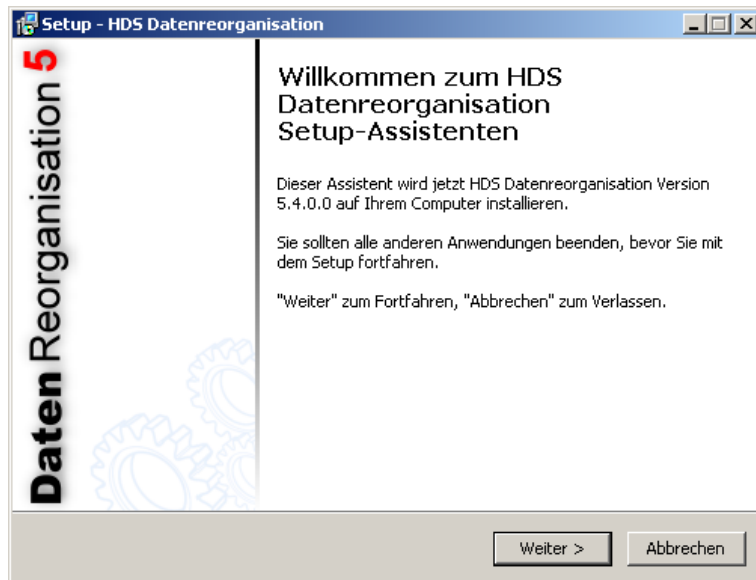 Setup - HDS Datenreorganisation
Daten Reorganisation 5
Willkommen zum HDS
Datenreorganisation
Setup-Assistenten
Dieser Assistent wird jetzt HDS Datenreorganisation Version
5.4.0.0 auf Ihrem Computer installieren.
Sie sollten alle anderen Anwendungen beenden, bevor Sie mit
dem Setup fortfahren.
"Weiter" zum Fortfahren, "Abbrechen" zum Verlassen.
Weiter >
Abbrechen